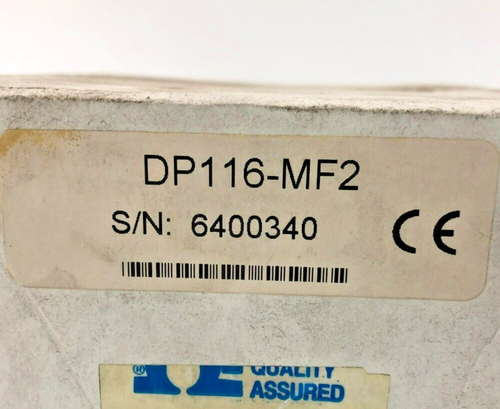 DP116-MF2
S/N: 6400340 CE
® QUALITY
ASSURED